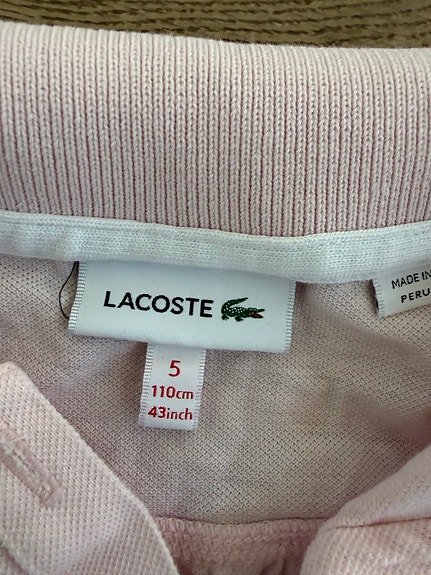 LACOSTE
5
110cm
43inch
MADE IN
PERU